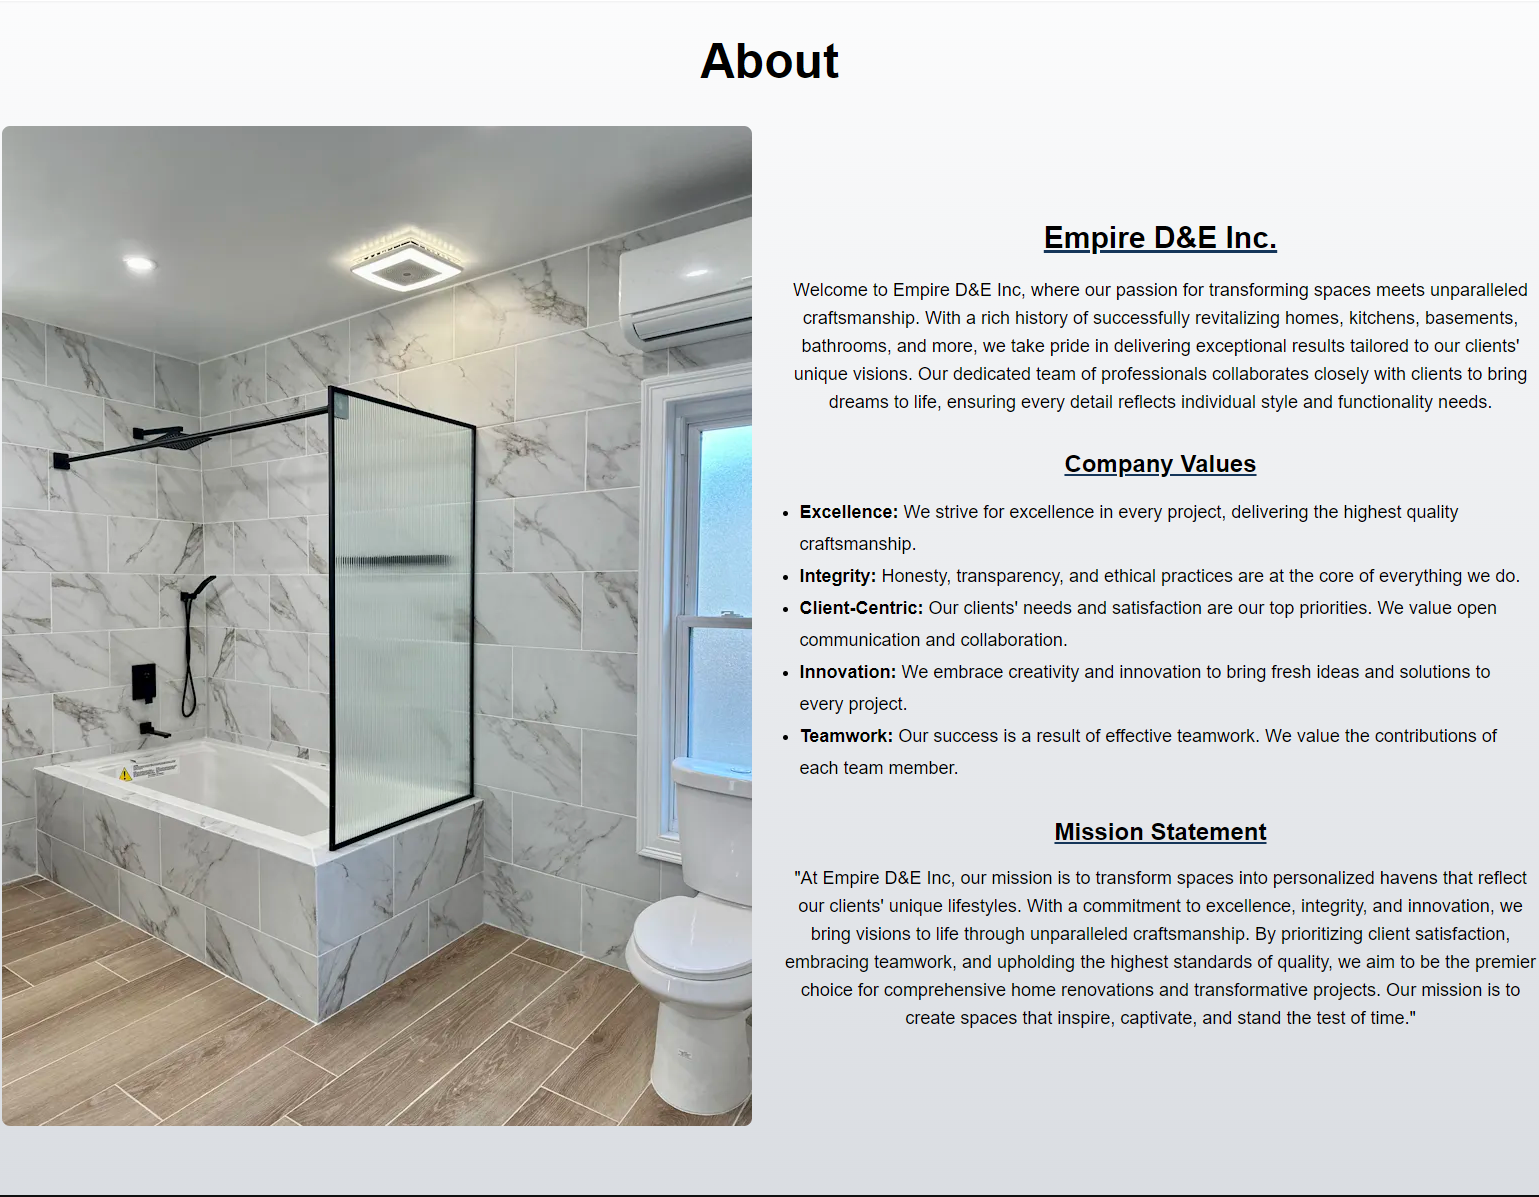 About
Empire D&E Inc.
Welcome to Empire D&E Inc, where our passion for transforming spaces meets unparalleled
craftsmanship. With a rich history of successfully revitalizing homes, kitchens, basements,
bathrooms, and more, we take pride in delivering exceptional results tailored to our clients'
unique visions. Our dedicated team of professionals collaborates closely with clients to bring
dreams to life, ensuring every detail reflects individual style and functionality needs.
Company Values
• Excellence: We strive for excellence in every project, delivering the highest quality
craftsmanship.
• Integrity: Honesty, transparency, and ethical practices are at the core of everything we do.
• Client-Centric: Our clients' needs and satisfaction are our top priorities. We value open
communication and collaboration.
• Innovation: We embrace creativity and innovation to bring fresh ideas and solutions to
every project.
• Teamwork: Our success is a result of effective teamwork. We value the contributions of
each team member.
Mission Statement
"At Empire D&E Inc, our mission is to transform spaces into personalized havens that reflect
our clients' unique lifestyles. With a commitment to excellence, integrity, and innovation, we
bring visions to life through unparalleled craftsmanship. By prioritizing client satisfaction,
embracing teamwork, and upholding the highest standards of quality, we aim to be the premier
choice for comprehensive home renovations and transformative projects. Our mission is to
create spaces that inspire, captivate, and stand the test of time."